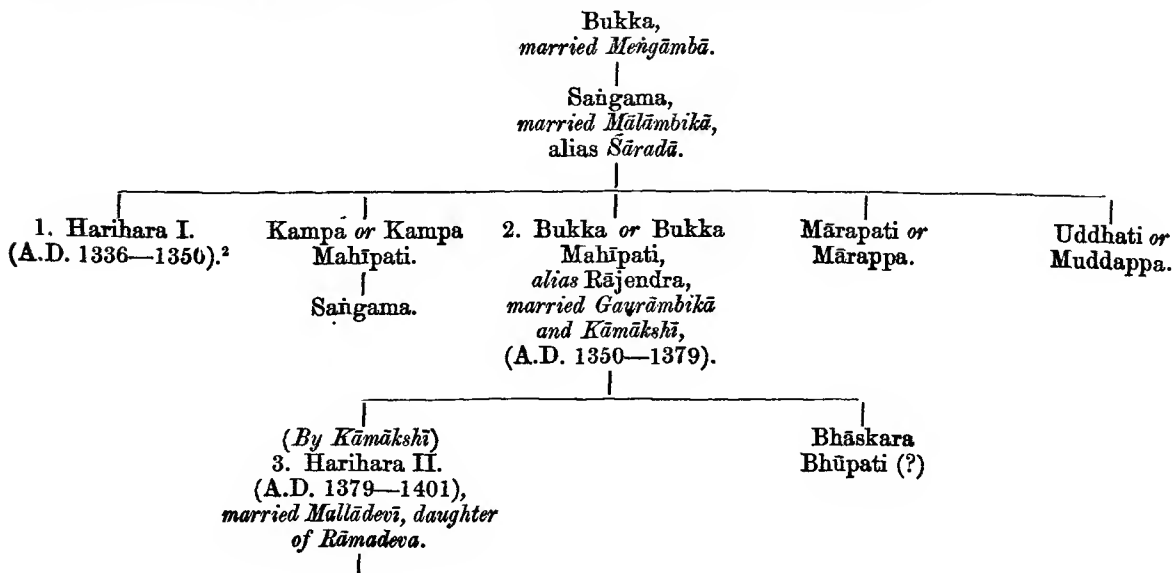 Bukka,
married Meṅgāmbā.
Saṅgama,
married Mālāmbikā,
alias Śāradā.
1. Harihara I.
(A.D. 1336—1350).²
Kampa or Kampa
Mahīpati.
Saṅgama.
2. Bukka or Bukka
Mahīpati,
alias Rājendra,
married Gaurāmbikā
and Kāmākshī,
(A.D. 1350—1379).
Mārapati or
Mārappa.
Uddhati or
Muddappa.
(By Kāmākshī)
3. Harihara II.
(A.D. 1379—1401),
married Mallādevī, daughter
of Rāmadeva.
Bhāskara
Bhūpati (?)